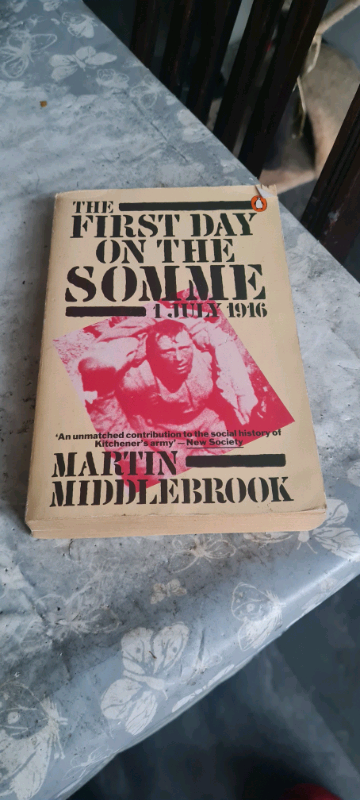 THE
FIRST DAY
ON THE
SOMME
1 JULY 1916
'An unmatched contribution to the social history of
Kitchener's army' – New Society
MARTIN
MIDDLEBROOK